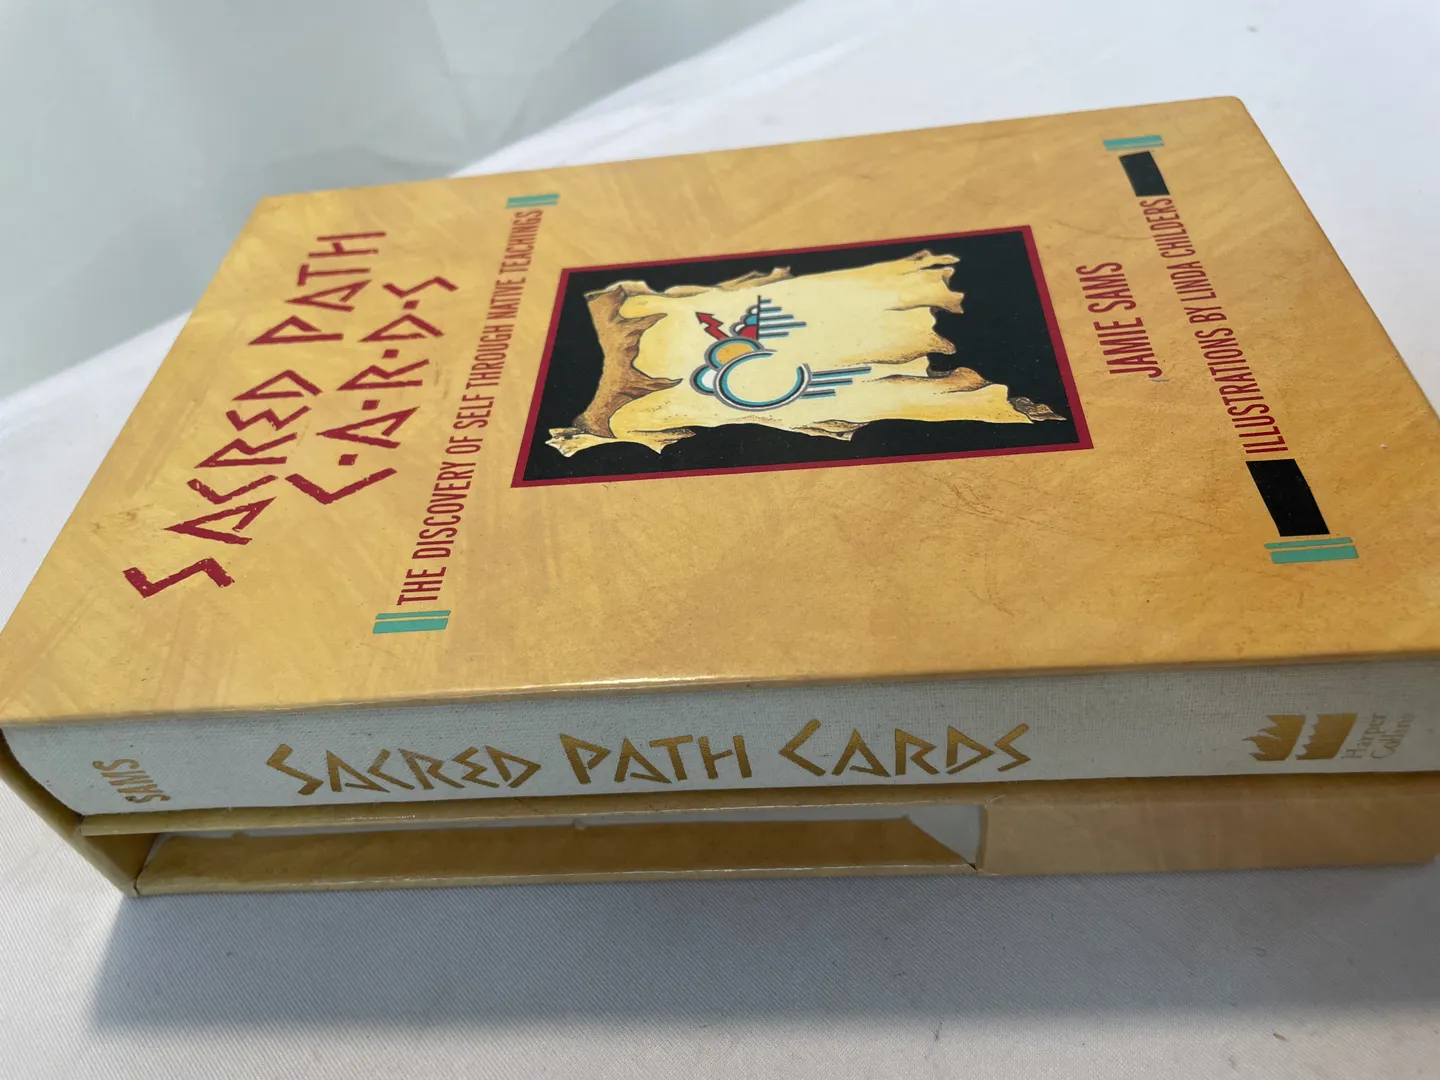 SACRED PATH
C·A·R·D·S
THE DISCOVERY OF SELF THROUGH NATIVE TEACHINGS
JAMIE SAMS
ILLUSTRATIONS BY LINDA CHILDERS
SAMS
SACRED PATH CARDS
Harper
Collins